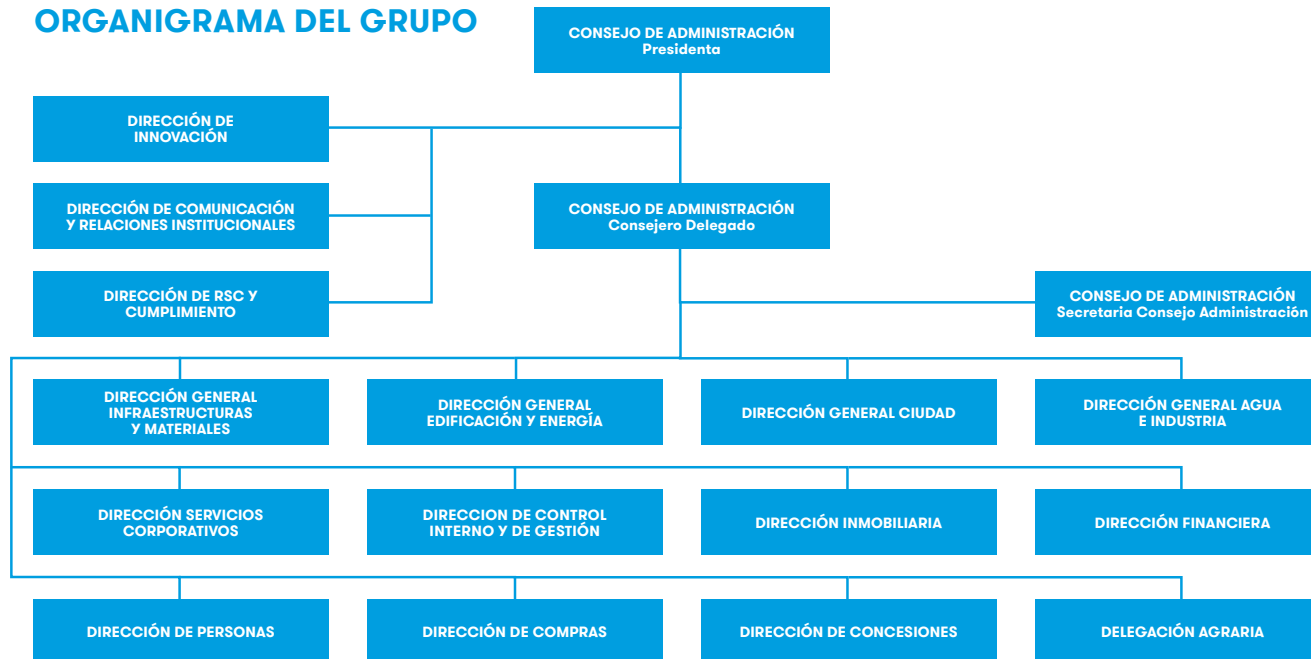 ORGANIGRAMA DEL GRUPO
CONSEJO DE ADMINISTRACIÓN
Presidenta
DIRECCIÓN DE
INNOVACIÓN
DIRECCIÓN DE COMUNICACIÓN
Y RELACIONES INSTITUCIONALES
CONSEJO DE ADMINISTRACIÓN
Consejero Delegado
DIRECCIÓN DE RSC Y
CUMPLIMIENTO
CONSEJO DE ADMINISTRACIÓN
Secretaria Consejo Administración
DIRECCIÓN GENERAL
INFRAESTRUCTURAS
Y MATERIALES
DIRECCIÓN GENERAL
EDIFICACIÓN Y ENERGÍA
DIRECCIÓN GENERAL CIUDAD
DIRECCIÓN GENERAL AGUA
E INDUSTRIA
DIRECCIÓN SERVICIOS
CORPORATIVOS
DIRECCION DE CONTROL
INTERNO Y DE GESTIÓN
DIRECCIÓN INMOBILIARIA
DIRECCIÓN FINANCIERA
DIRECCIÓN DE PERSONAS
DIRECCIÓN DE COMPRAS
DIRECCIÓN DE CONCESIONES
DELEGACIÓN AGRARIA